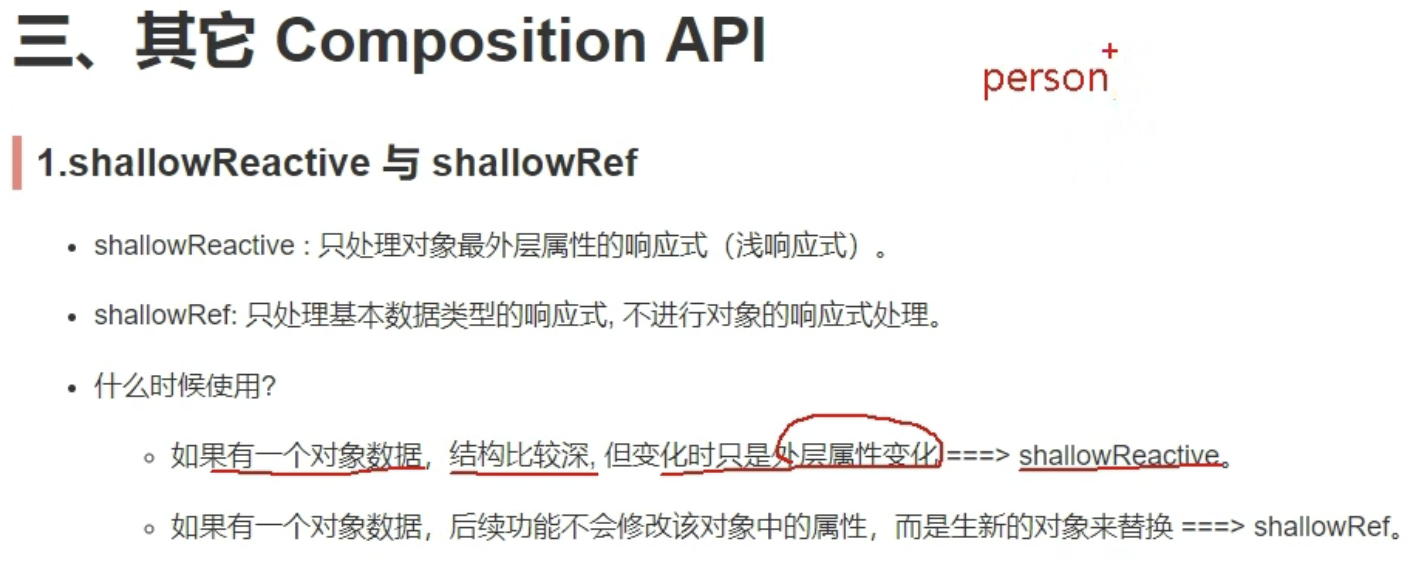 三、其它 Composition API
person
1.shallowReactive 与 shallowRef
shallowReactive : 只处理对象最外层属性的响应式（浅响应式）。
shallowRef: 只处理基本数据类型的响应式, 不进行对象的响应式处理。
什么时候使用?
如果有一个对象数据，结构比较深, 但变化时只是外层属性变化 ===> shallowReactive。
如果有一个对象数据，后续功能不会修改该对象中的属性，而是生新的对象来替换 ===> shallowRef。